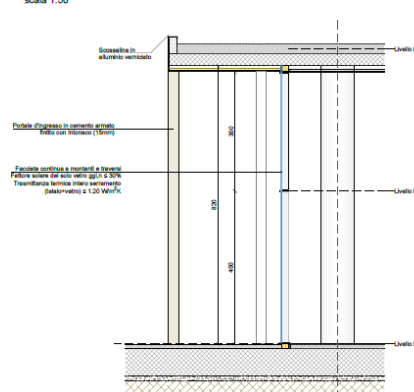 scala 1:50
Scossalina in
alluminio verniciato
Livello
Portale d'ingresso in cemento armato
finito con intonaco (15mm)
350
Facciata continua e montanti e traversi
Fattore solare del solo vetro ggl,n ≤ 30%
Trasmittanza termica intero serramento
(telaio+vetro) ≤ 1.20 W/m²K
Livello
820
450
Livello